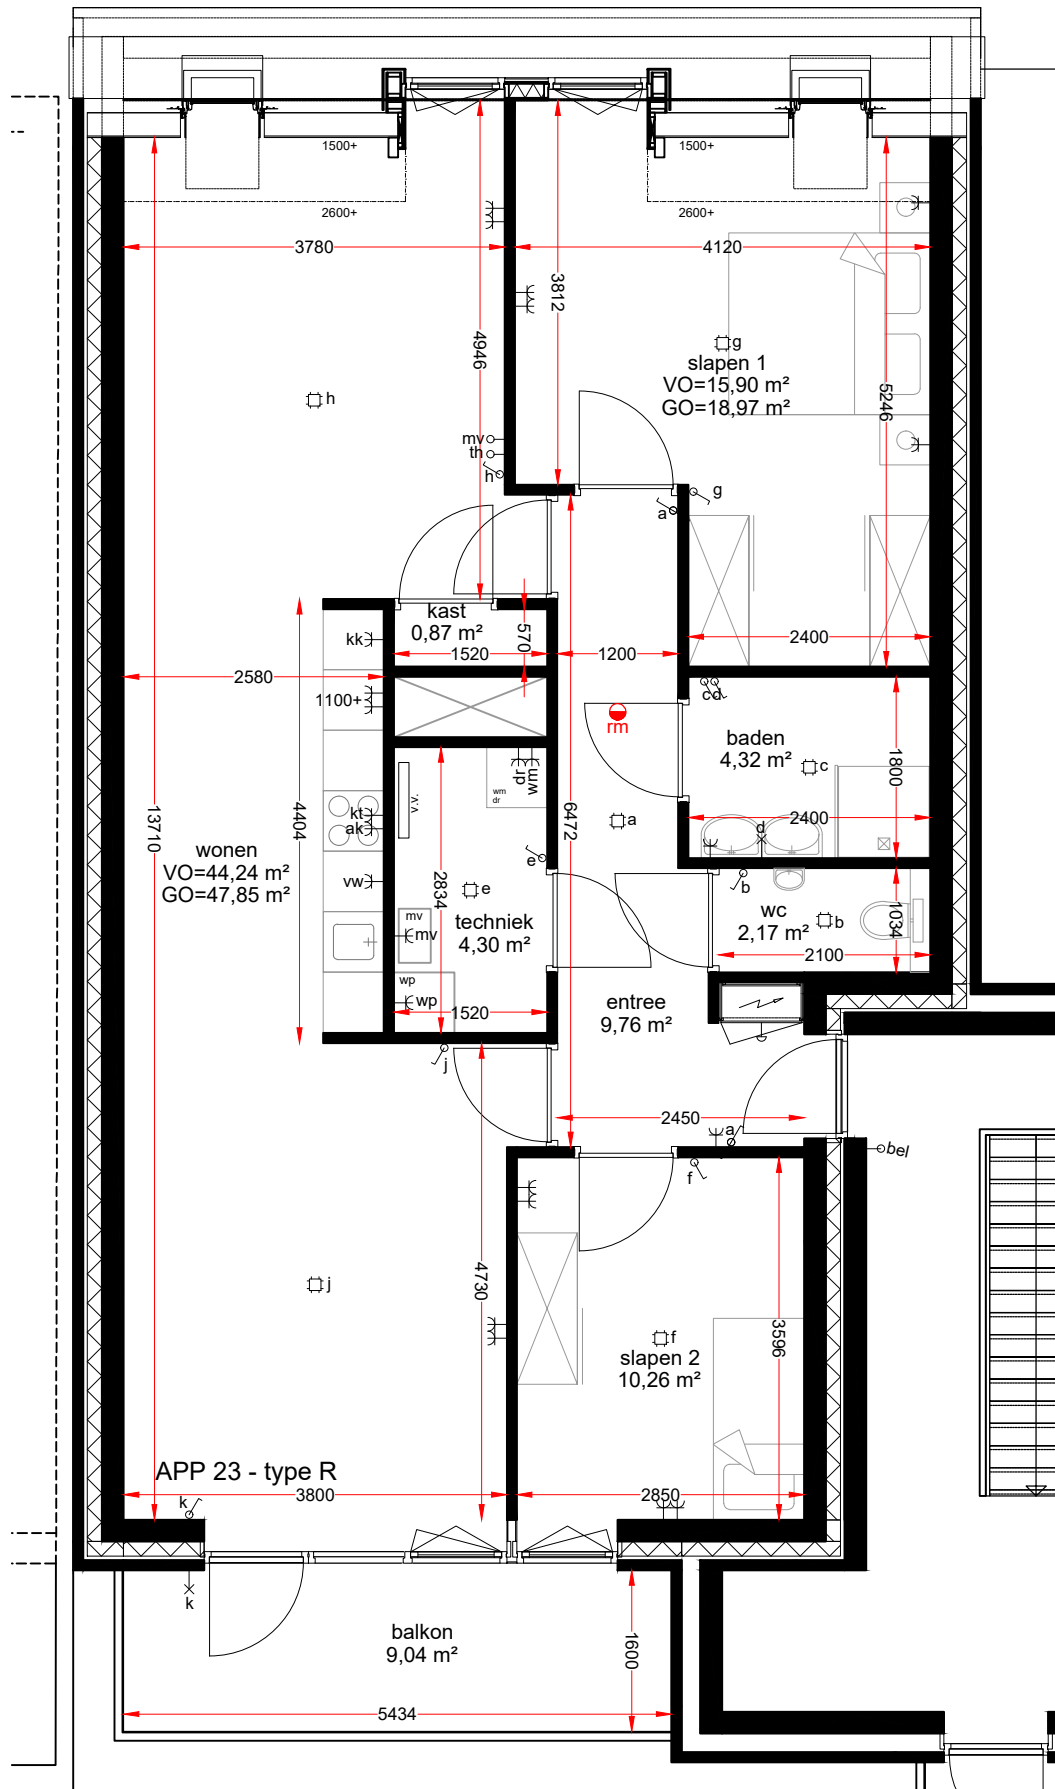 1500+
1500+
2600+
2600+
3780
4120
3812
4946
g
slapen 1
VO=15,90 m²
GO=18,97 m²
5246
h
mv
th
h
g
a
kast
0,87 m²
570
1520
1200
2400
2580
kk
1100+
cd
rm
baden
4,32 m²
c
1800
2400
d
wm
dr
wm
dr
v.v.
kt
ak
13710
4404
6472
a
wonen
VO=44,24 m²
GO=47,85 m²
vw
2834
e
e
techniek
4,30 m²
mv
mv
wp
wp
1520
b
wc
2,17 m²
b
1034
2100
entree
9,76 m²
j
2450
a
bel
f
j
4730
3596
f
slapen 2
10,26 m²
APP 23 - type R
3800
2850
k
k
balkon
9,04 m²
1600
5434